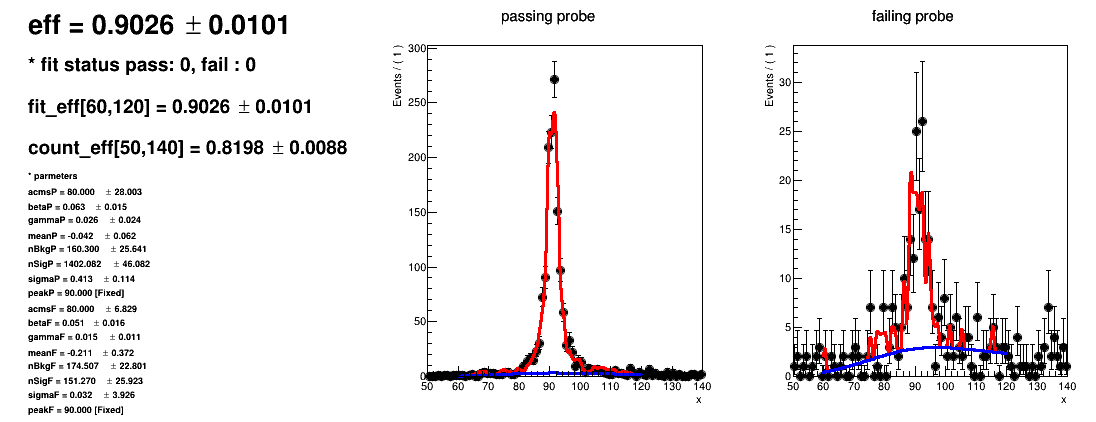 eff = 0.9026 ± 0.0101
* fit status pass: 0, fail : 0
fit_eff[60,120] = 0.9026 ± 0.0101
count_eff[50,140] = 0.8198 ± 0.0088
* parmeters
acmsP = 80.000 ± 28.003
betaP = 0.063 ± 0.015
gammaP = 0.026 ± 0.024
meanP = -0.042 ± 0.062
nBkgP = 160.300 ± 25.641
nSigP = 1402.082 ± 46.082
sigmaP = 0.413 ± 0.114
peakP = 90.000 [Fixed]
acmsF = 80.000 ± 6.829
betaF = 0.051 ± 0.016
gammaF = 0.015 ± 0.011
meanF = -0.211 ± 0.372
nBkgF = 174.507 ± 22.801
nSigF = 151.270 ± 25.923
sigmaF = 0.032 ± 3.926
peakF = 90.000 [Fixed]
passing probe
Events / ( 1 )
300
250
200
150
100
50
0
50 60 70 80 90 100 110 120 130 140
x
failing probe
Events / ( 1 )
30
25
20
15
10
5
0
50 60 70 80 90 100 110 120 130 140
x